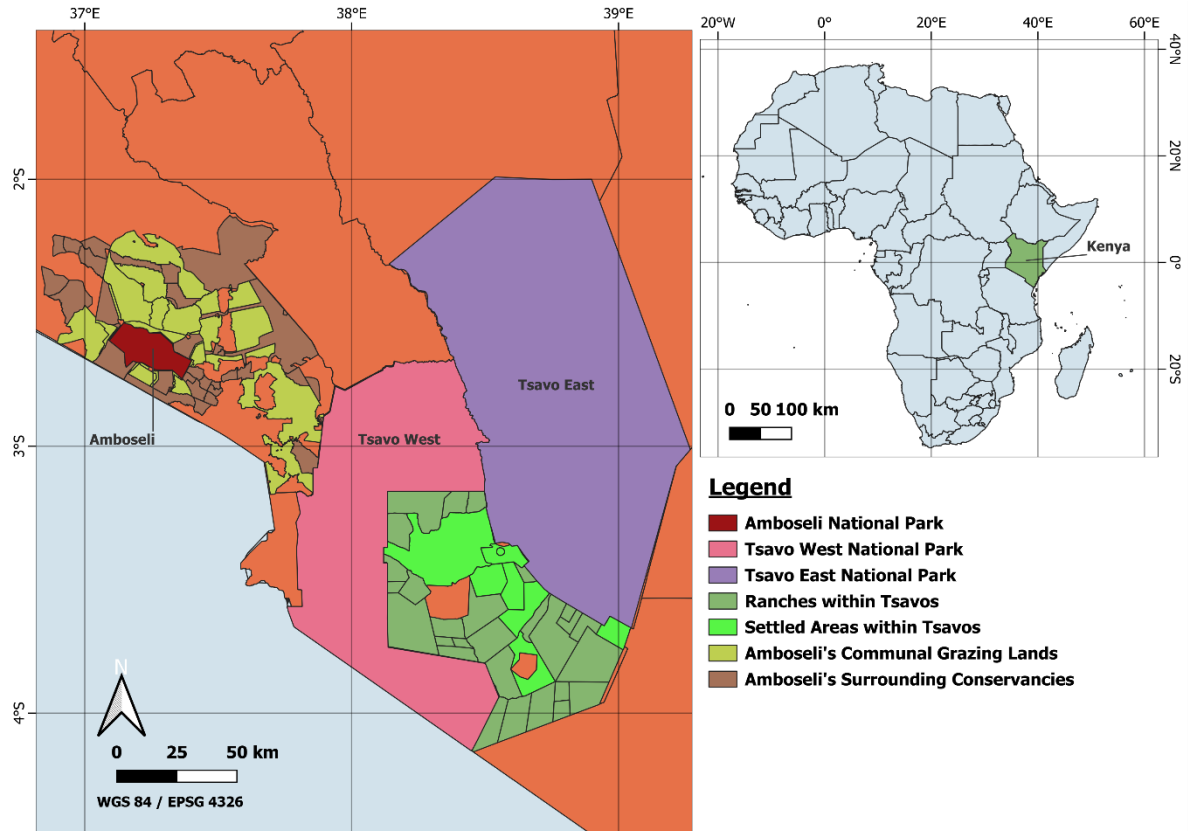 37°E 38°E 39°E
2°S
3°S
4°S
Tsavo East
Tsavo West
Amboseli
N
0 25 50 km
WGS 84 / EPSG 4326
20°W 0° 20°E 40°E 60°E
40°N
20°N
0°
20°S
Kenya
0 50 100 km
Legend
Amboseli National Park
Tsavo West National Park
Tsavo East National Park
Ranches within Tsavos
Settled Areas within Tsavos
Amboseli's Communal Grazing Lands
Amboseli's Surrounding Conservancies